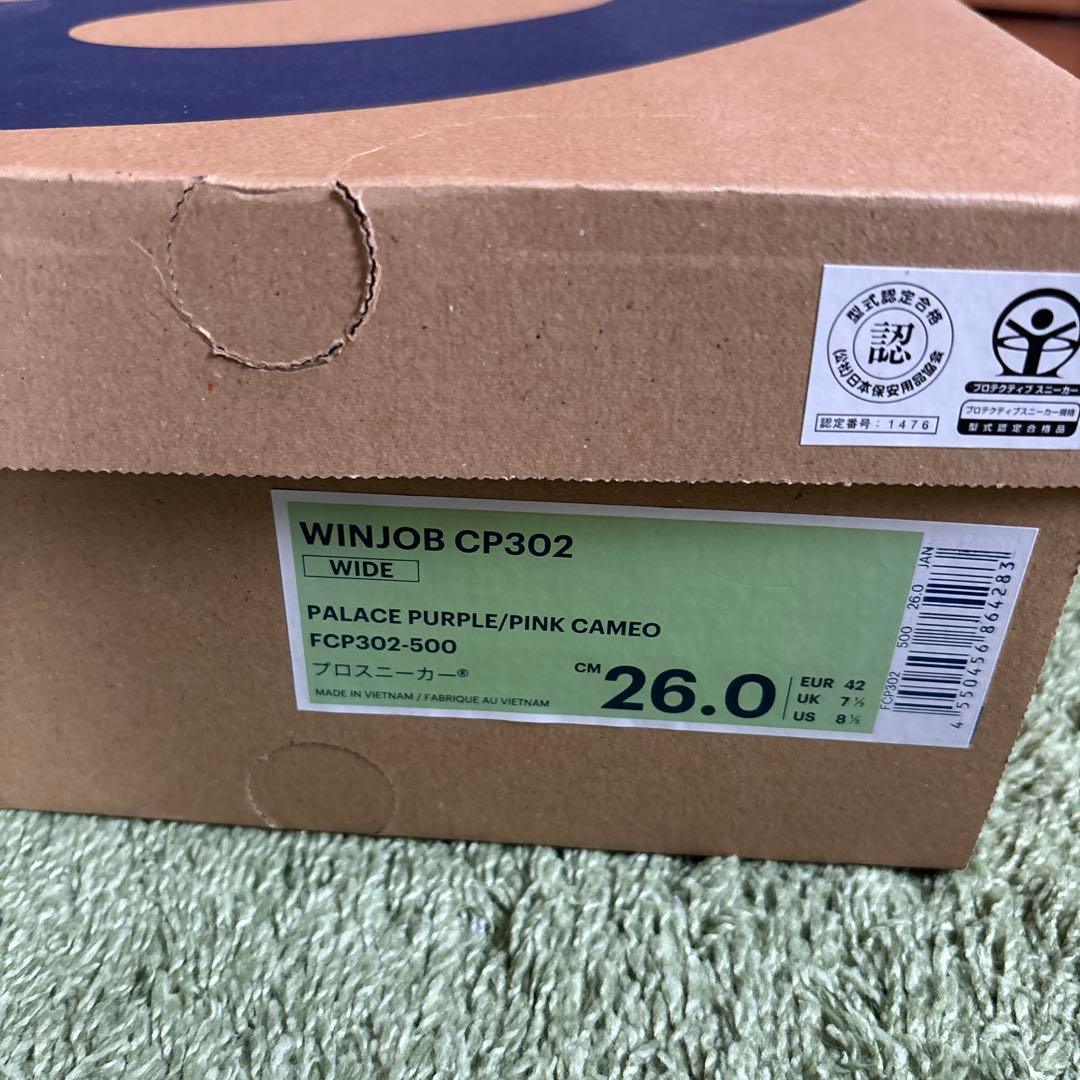 型式認定合格
認
(公社)日本保安用品協会
認定番号：1476
プロテクティブ スニーカー
プロテクティブスニーカー規格
型式認定合格品
WINJOB CP302
WIDE
PALACE PURPLE/PINK CAMEO
FCP302-500
プロスニーカー®
MADE IN VIETNAM / FABRIQUE AU VIETNAM
CM 26.0
EUR 42
UK 7½
US 8½
FCP302 500 26.0 JAN
4550456864283